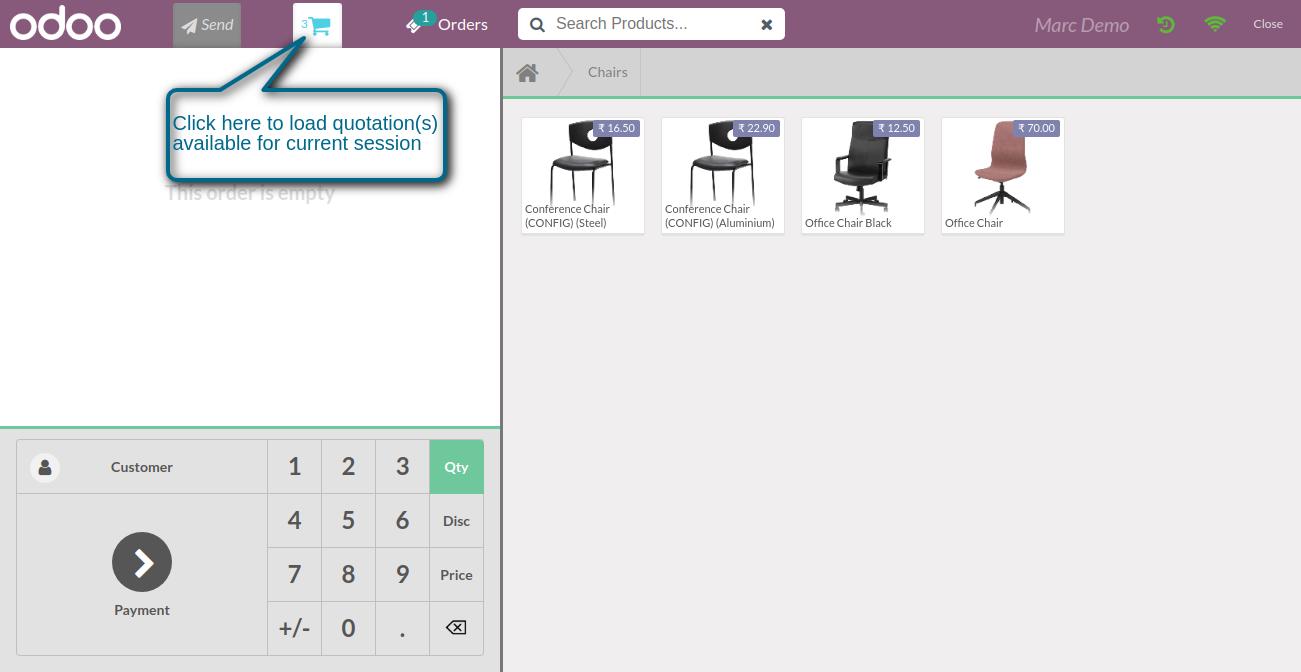 odoo
Send
3
1
Orders
Search Products...
Marc Demo
Close
Click here to load quotation(s)
available for current session
This order is empty
Chairs
₹ 16.50
Conference Chair
(CONFIG) (Steel)
₹ 22.90
Conference Chair
(CONFIG) (Aluminium)
₹ 12.50
Office Chair Black
₹ 70.00
Office Chair
Customer
1 2 3 Qty
4 5 6 Disc
7 8 9 Price
Payment
+/- 0 .